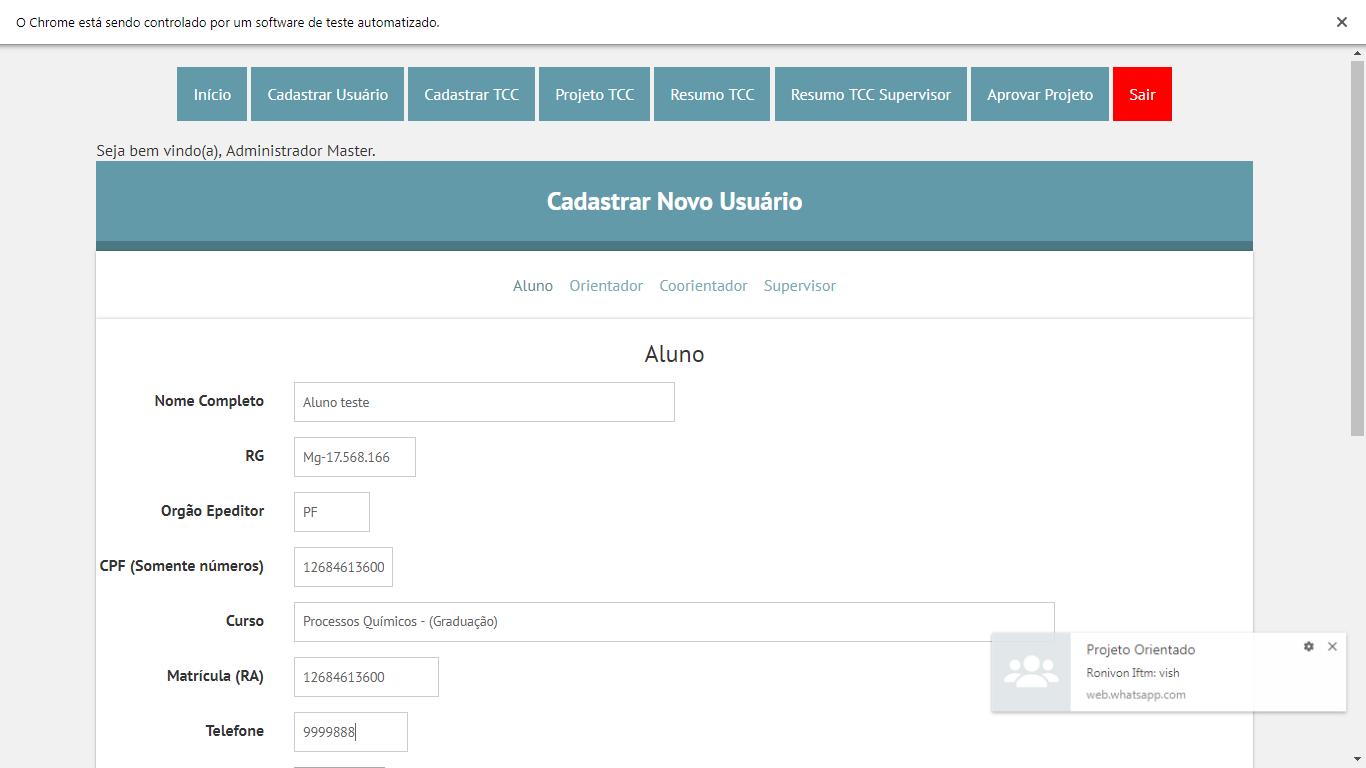 O Chrome está sendo controlado por um software de teste automatizado.
Início Cadastrar Usuário Cadastrar TCC Projeto TCC Resumo TCC Resumo TCC Supervisor Aprovar Projeto Sair
Seja bem vindo(a), Administrador Master.
Cadastrar Novo Usuário
Aluno Orientador Coorientador Supervisor
Aluno
Nome Completo Aluno teste
RG Mg-17.568.166
Orgão Epeditor PF
CPF (Somente números) 12684613600
Curso Processos Químicos - (Graduação)
Matrícula (RA) 12684613600
Telefone 9999888
Projeto Orientado
Ronivon Iftm: vish
web.whatsapp.com